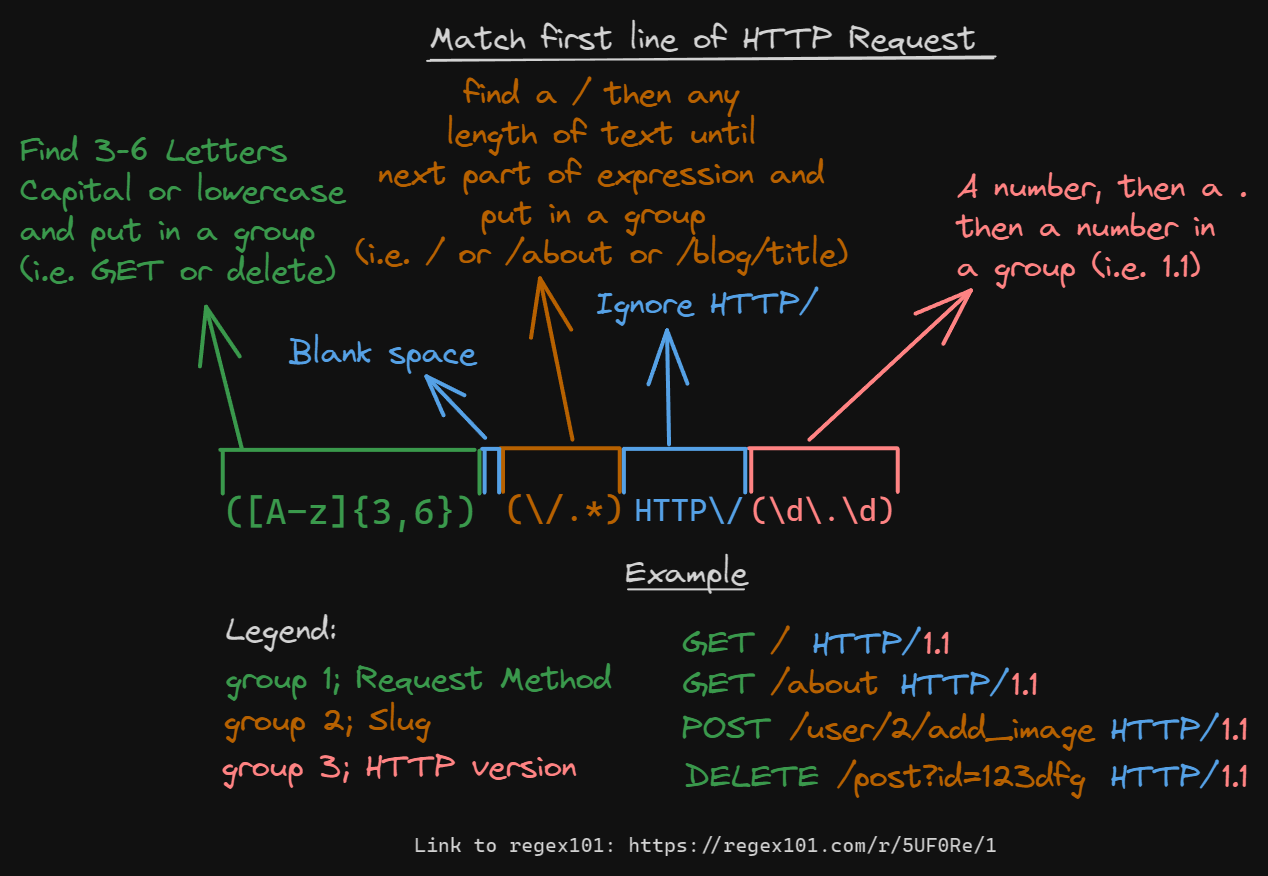 Match first line of HTTP Request
Find 3-6 Letters
Capital or lowercase
and put in a group
(i.e. GET or delete)
find a / then any
length of text until
next part of expression and
put in a group
(i.e. / or /about or /blog/title)
A number, then a .
then a number in
a group (i.e. 1.1)
Blank space
Ignore HTTP/
([A-z]{3,6}) (\/.*) HTTP\/(\d\.\d)
Example
Legend:
group 1; Request Method
group 2; Slug
group 3; HTTP version
GET / HTTP/1.1
GET /about HTTP/1.1
POST /user/2/add_image HTTP/1.1
DELETE /post?id=123dfg HTTP/1.1
Link to regex101: https://regex101.com/r/5UF0Re/1